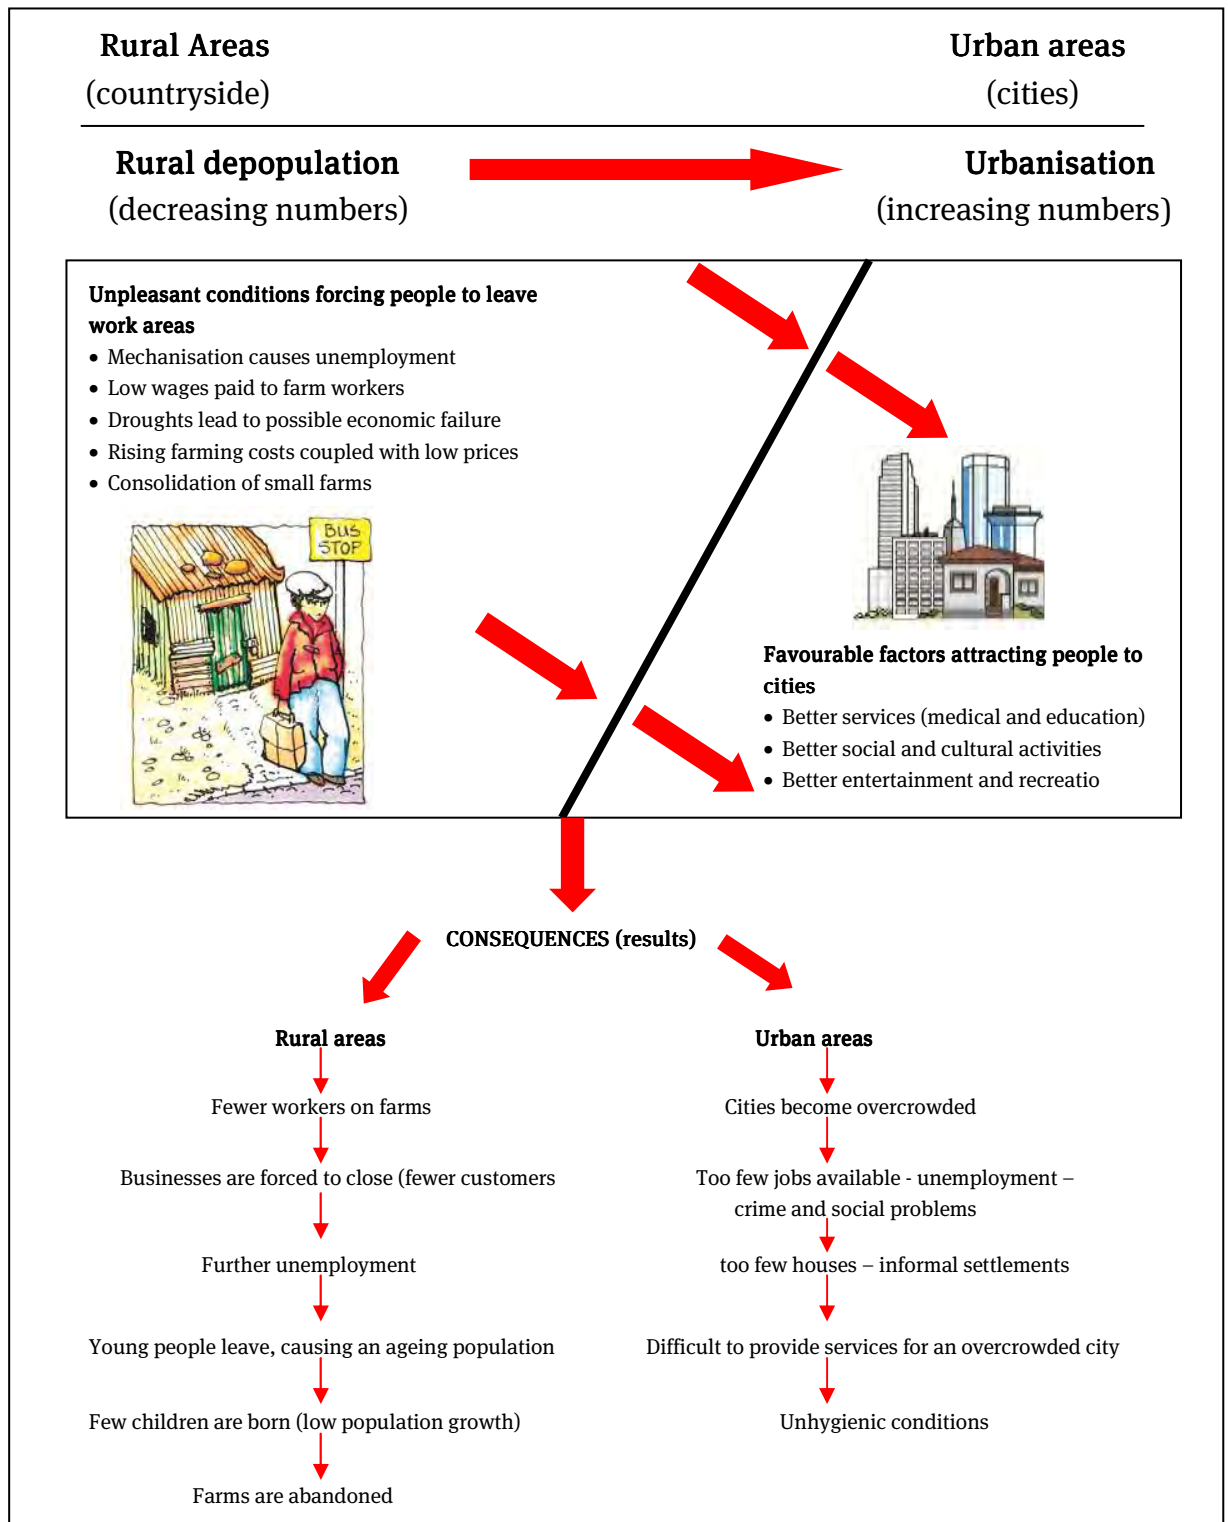 Rural Areas
(countryside)
Urban areas
(cities)
Rural depopulation
(decreasing numbers)
Urbanisation
(increasing numbers)
Unpleasant conditions forcing people to leave
work areas
• Mechanisation causes unemployment
• Low wages paid to farm workers
• Droughts lead to possible economic failure
• Rising farming costs coupled with low prices
• Consolidation of small farms
BUS
STOP
Favourable factors attracting people to
cities
• Better services (medical and education)
• Better social and cultural activities
• Better entertainment and recreatio
CONSEQUENCES (results)
Rural areas
Fewer workers on farms
Businesses are forced to close (fewer customers
Further unemployment
Young people leave, causing an ageing population
Few children are born (low population growth)
Farms are abandoned
Urban areas
Cities become overcrowded
Too few jobs available - unemployment –
crime and social problems
too few houses – informal settlements
Difficult to provide services for an overcrowded city
Unhygienic conditions